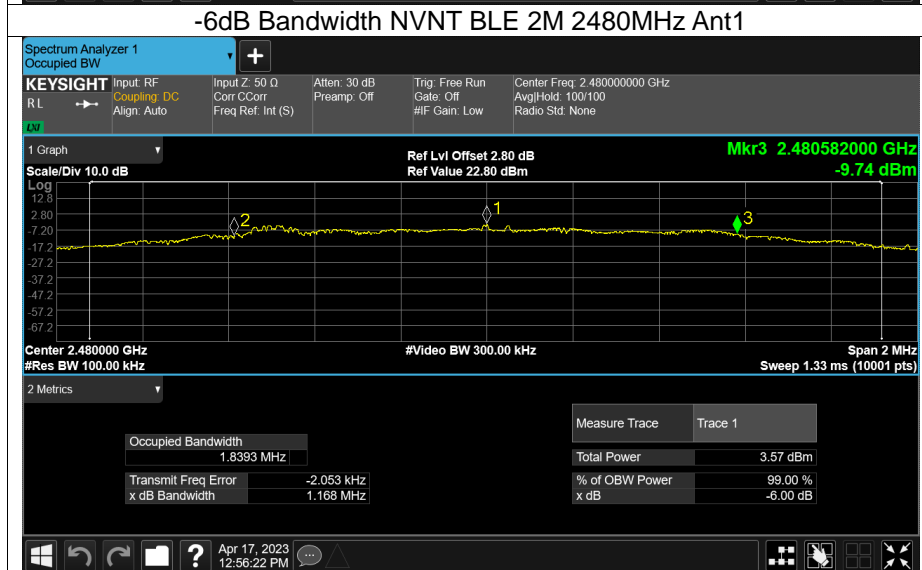 -6dB Bandwidth NVNT BLE 2M 2480MHz Ant1
Spectrum Analyzer 1
Occupied BW
KEYSIGHT
R L
LXI
Input: RF
Coupling: DC
Align: Auto
Input Z: 50 Ω
Corr CCorr
Freq Ref: Int (S)
Atten: 30 dB
Preamp: Off
Trig: Free Run
Gate: Off
#IF Gain: Low
Center Freq: 2.480000000 GHz
Avg|Hold: 100/100
Radio Std: None
1 Graph
Scale/Div 10.0 dB
Ref Lvl Offset 2.80 dB
Ref Value 22.80 dBm
Mkr3 2.480582000 GHz
-9.74 dBm
Log
12.8
2.80
-7.20
-17.2
-27.2
-37.2
-47.2
-57.2
-67.2
2
1
3
Center 2.480000 GHz
#Res BW 100.00 kHz
#Video BW 300.00 kHz
Span 2 MHz
Sweep 1.33 ms (10001 pts)
2 Metrics
Occupied Bandwidth
1.8393 MHz
Transmit Freq Error -2.053 kHz
x dB Bandwidth 1.168 MHz
Measure Trace Trace 1
Total Power 3.57 dBm
% of OBW Power 99.00 %
x dB -6.00 dB
Apr 17, 2023
12:56:22 PM